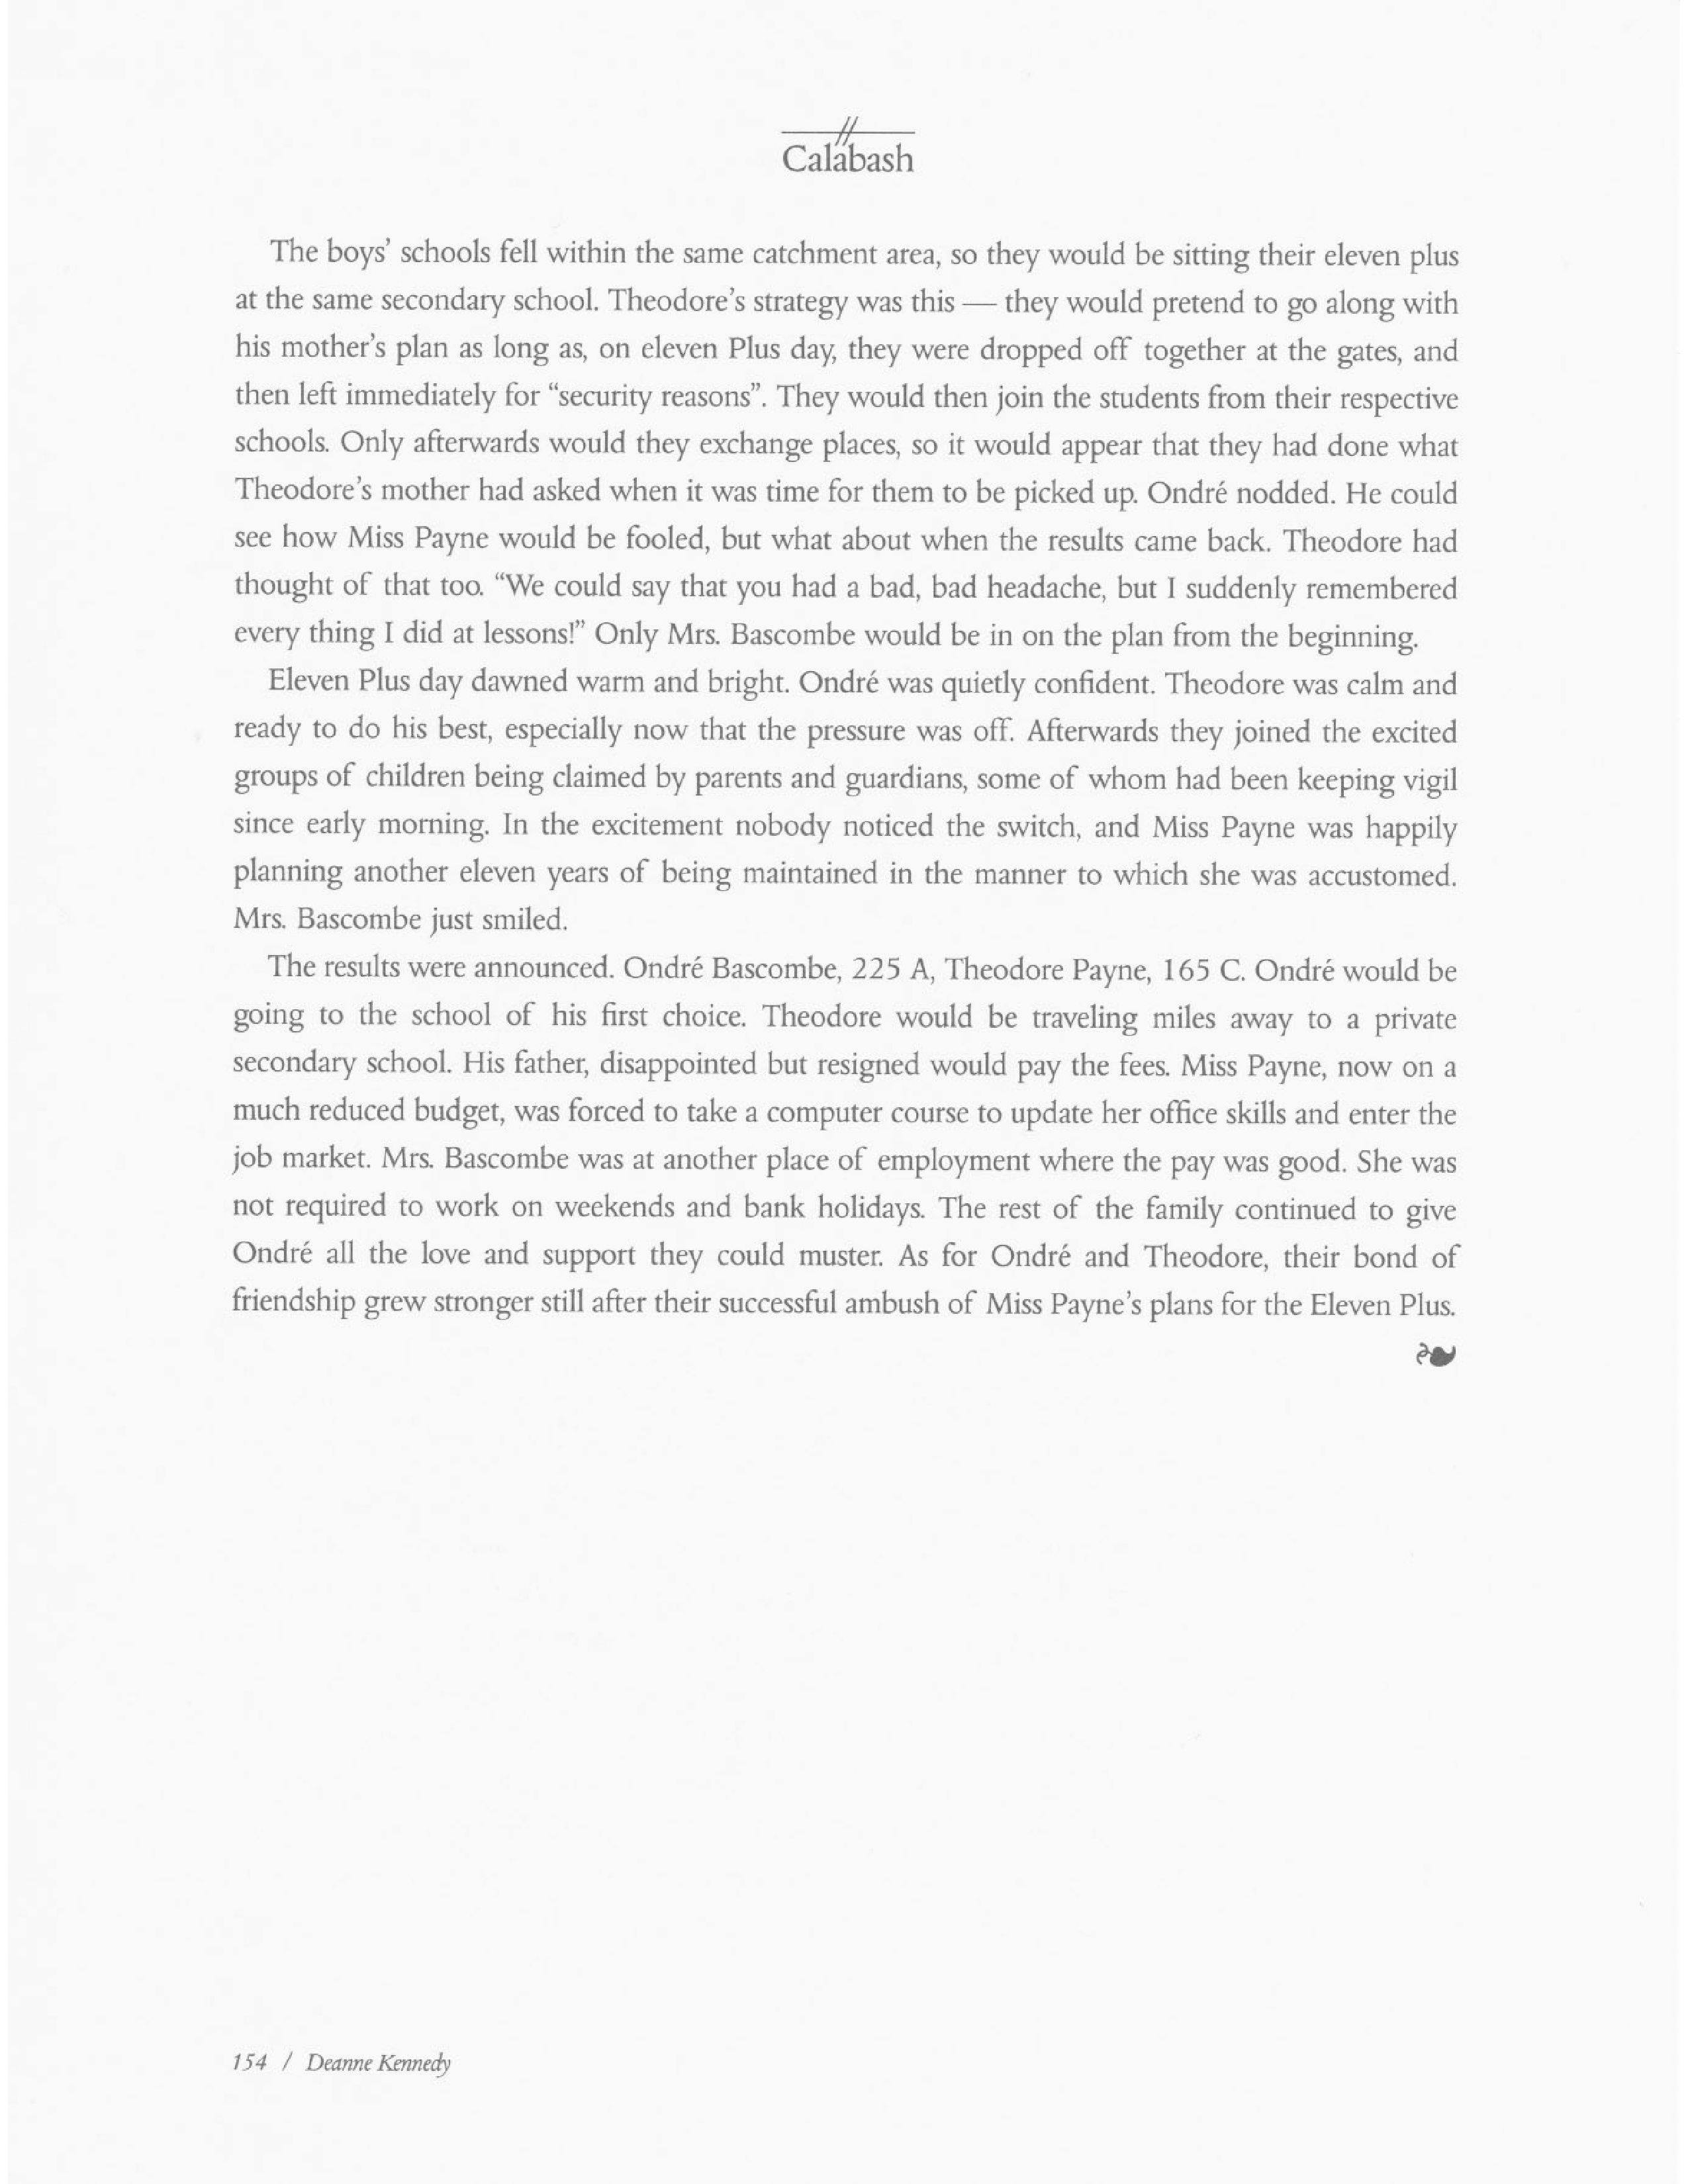 Calabash
The boys’ schools fell within the same catchment area, so they would be sitting their eleven plus
at the same secondary school. Theodore’s strategy was this — they would pretend to go along with
his mother’s plan as long as, on eleven Plus day, they were dropped off together at the gates, and
then left immediately for “security reasons”. They would then join the students from their respective
schools. Only afterwards would they exchange places, so it would appear that they had done what
Theodore’s mother had asked when it was time for them to be picked up. Ondré nodded. He could
see how Miss Payne would be fooled, but what about when the results came back. Theodore had
thought of that too. “We could say that you had a bad, bad headache, but I suddenly remembered
every thing I did at lessons!” Only Mrs. Bascombe would be in on the plan from the beginning.
Eleven Plus day dawned warm and bright. Ondré was quietly confident. Theodore was calm and
ready to do his best, especially now that the pressure was off. Afterwards they joined the excited
groups of children being claimed by parents and guardians, some of whom had been keeping vigil
since early morning. In the excitement nobody noticed the switch, and Miss Payne was happily
planning another eleven years of being maintained in the manner to which she was accustomed.
Mrs. Bascombe just smiled.
The results were announced. Ondré Bascombe, 225 A, Theodore Payne, 165 C. Ondré would be
going to the school of his first choice. Theodore would be traveling miles away to a private
secondary school. His father, disappointed but resigned would pay the fees. Miss Payne, now on a
much reduced budget, was forced to take a computer course to update her office skills and enter the
job market. Mrs. Bascombe was at another place of employment where the pay was good. She was
not required to work on weekends and bank holidays. The rest of the family continued to give
Ondré all the love and support they could muster. As for Ondré and Theodore, their bond of
friendship grew stronger still after their successful ambush of Miss Payne’s plans for the Eleven Plus.
154 / Deanne Kennedy